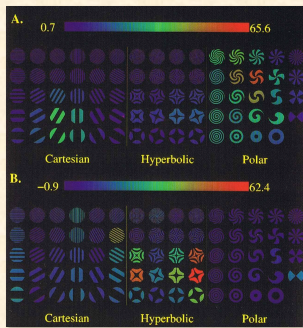 A.
0.7 65.6
Cartesian Hyperbolic Polar
B.
−0.9 62.4
Cartesian Hyperbolic Polar